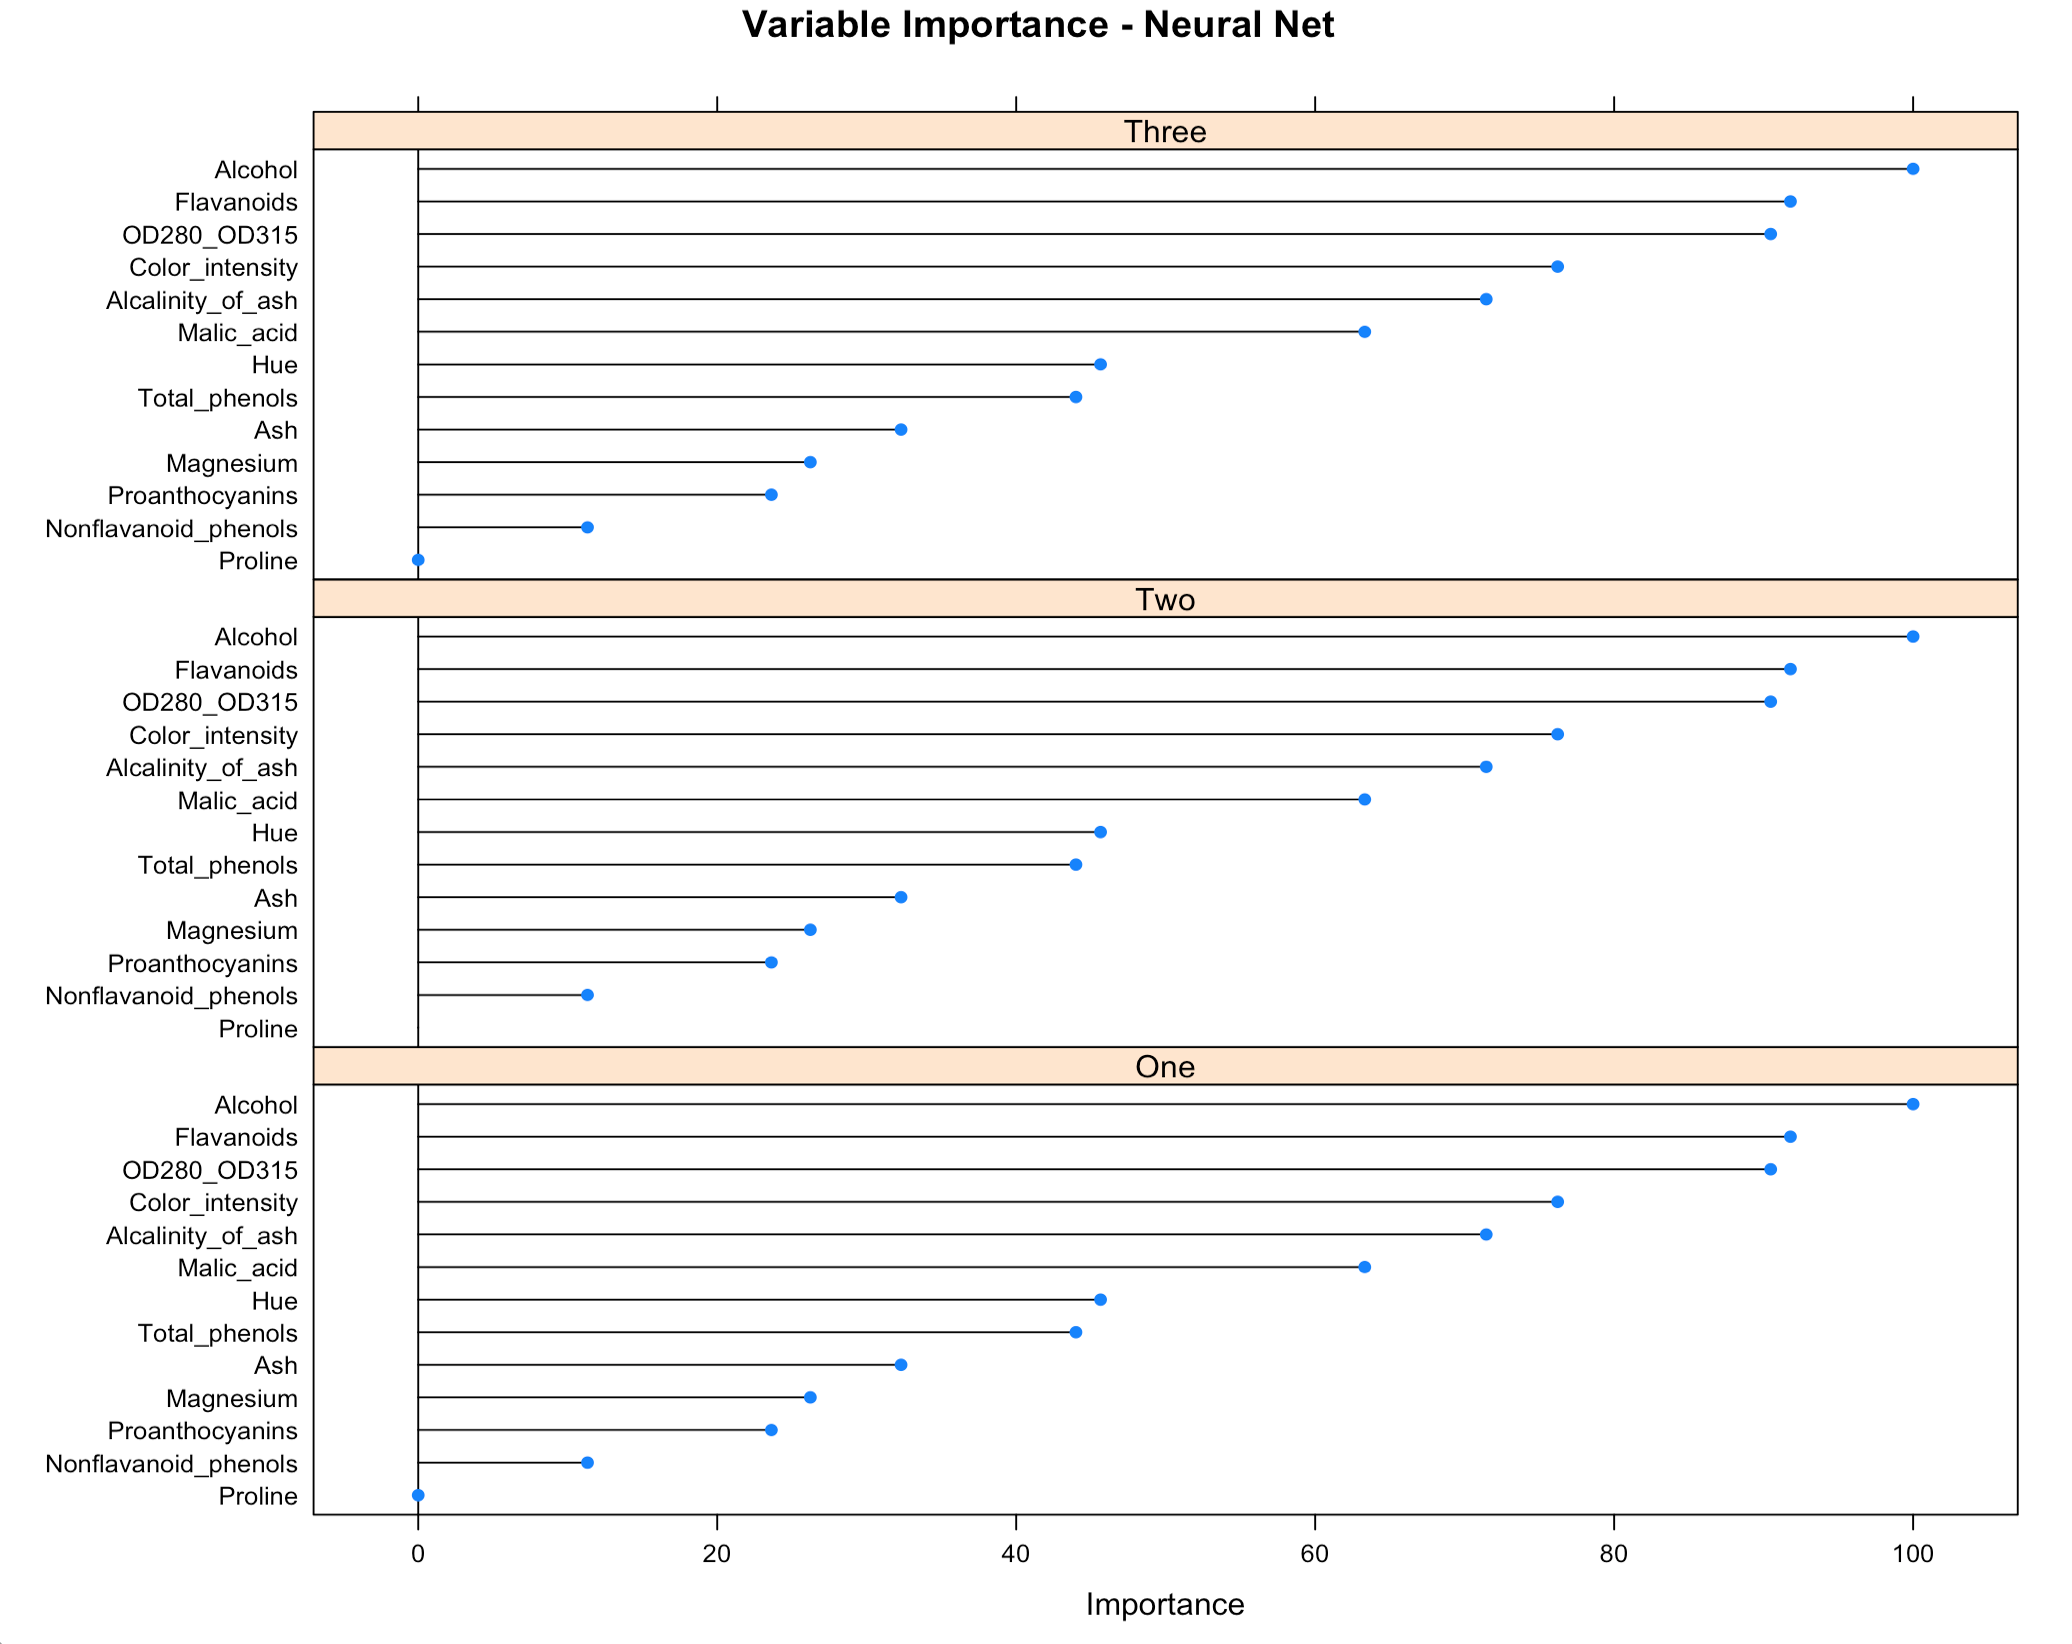 Variable Importance - Neural Net
Three
Alcohol
Flavanoids
OD280_OD315
Color_intensity
Alcalinity_of_ash
Malic_acid
Hue
Total_phenols
Ash
Magnesium
Proanthocyanins
Nonflavanoid_phenols
Proline
Two
Alcohol
Flavanoids
OD280_OD315
Color_intensity
Alcalinity_of_ash
Malic_acid
Hue
Total_phenols
Ash
Magnesium
Proanthocyanins
Nonflavanoid_phenols
Proline
One
Alcohol
Flavanoids
OD280_OD315
Color_intensity
Alcalinity_of_ash
Malic_acid
Hue
Total_phenols
Ash
Magnesium
Proanthocyanins
Nonflavanoid_phenols
Proline
0 20 40 60 80 100
Importance